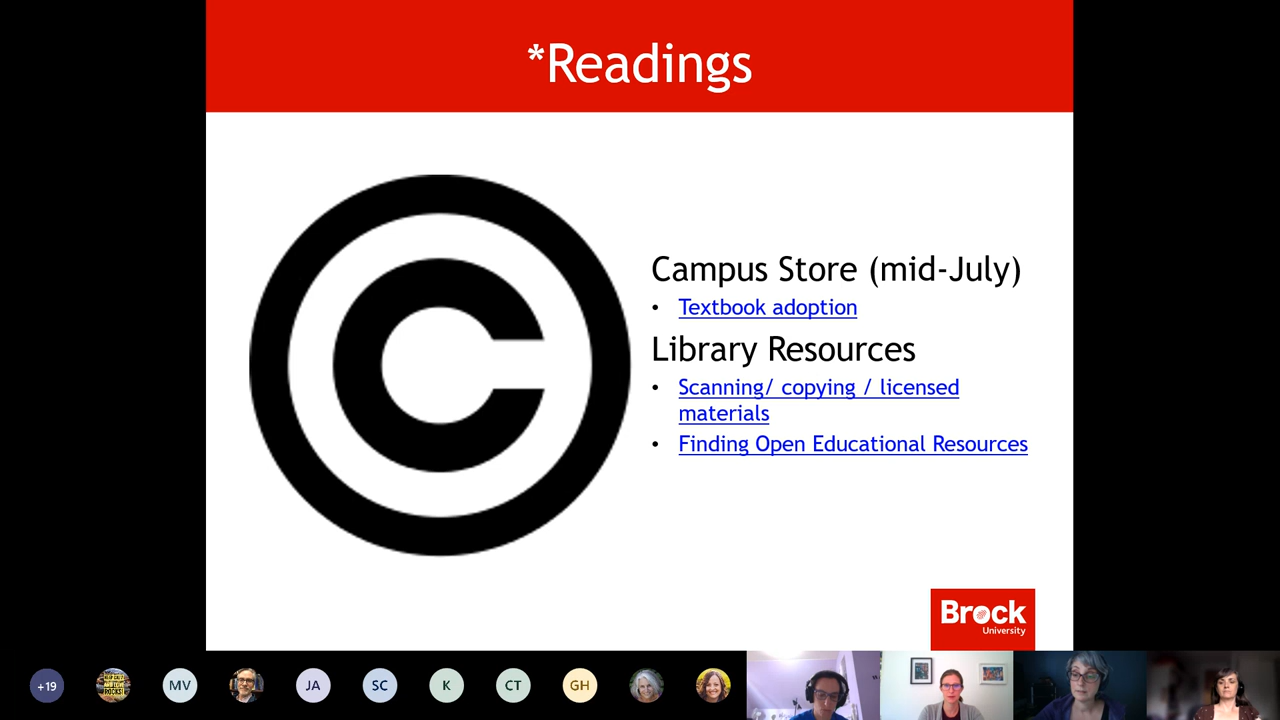 *Readings
Campus Store (mid-July)
• Textbook adoption
Library Resources
• Scanning/ copying / licensed
materials
• Finding Open Educational Resources
Brock
University
+19
MV
JA
SC
K
CT
GH